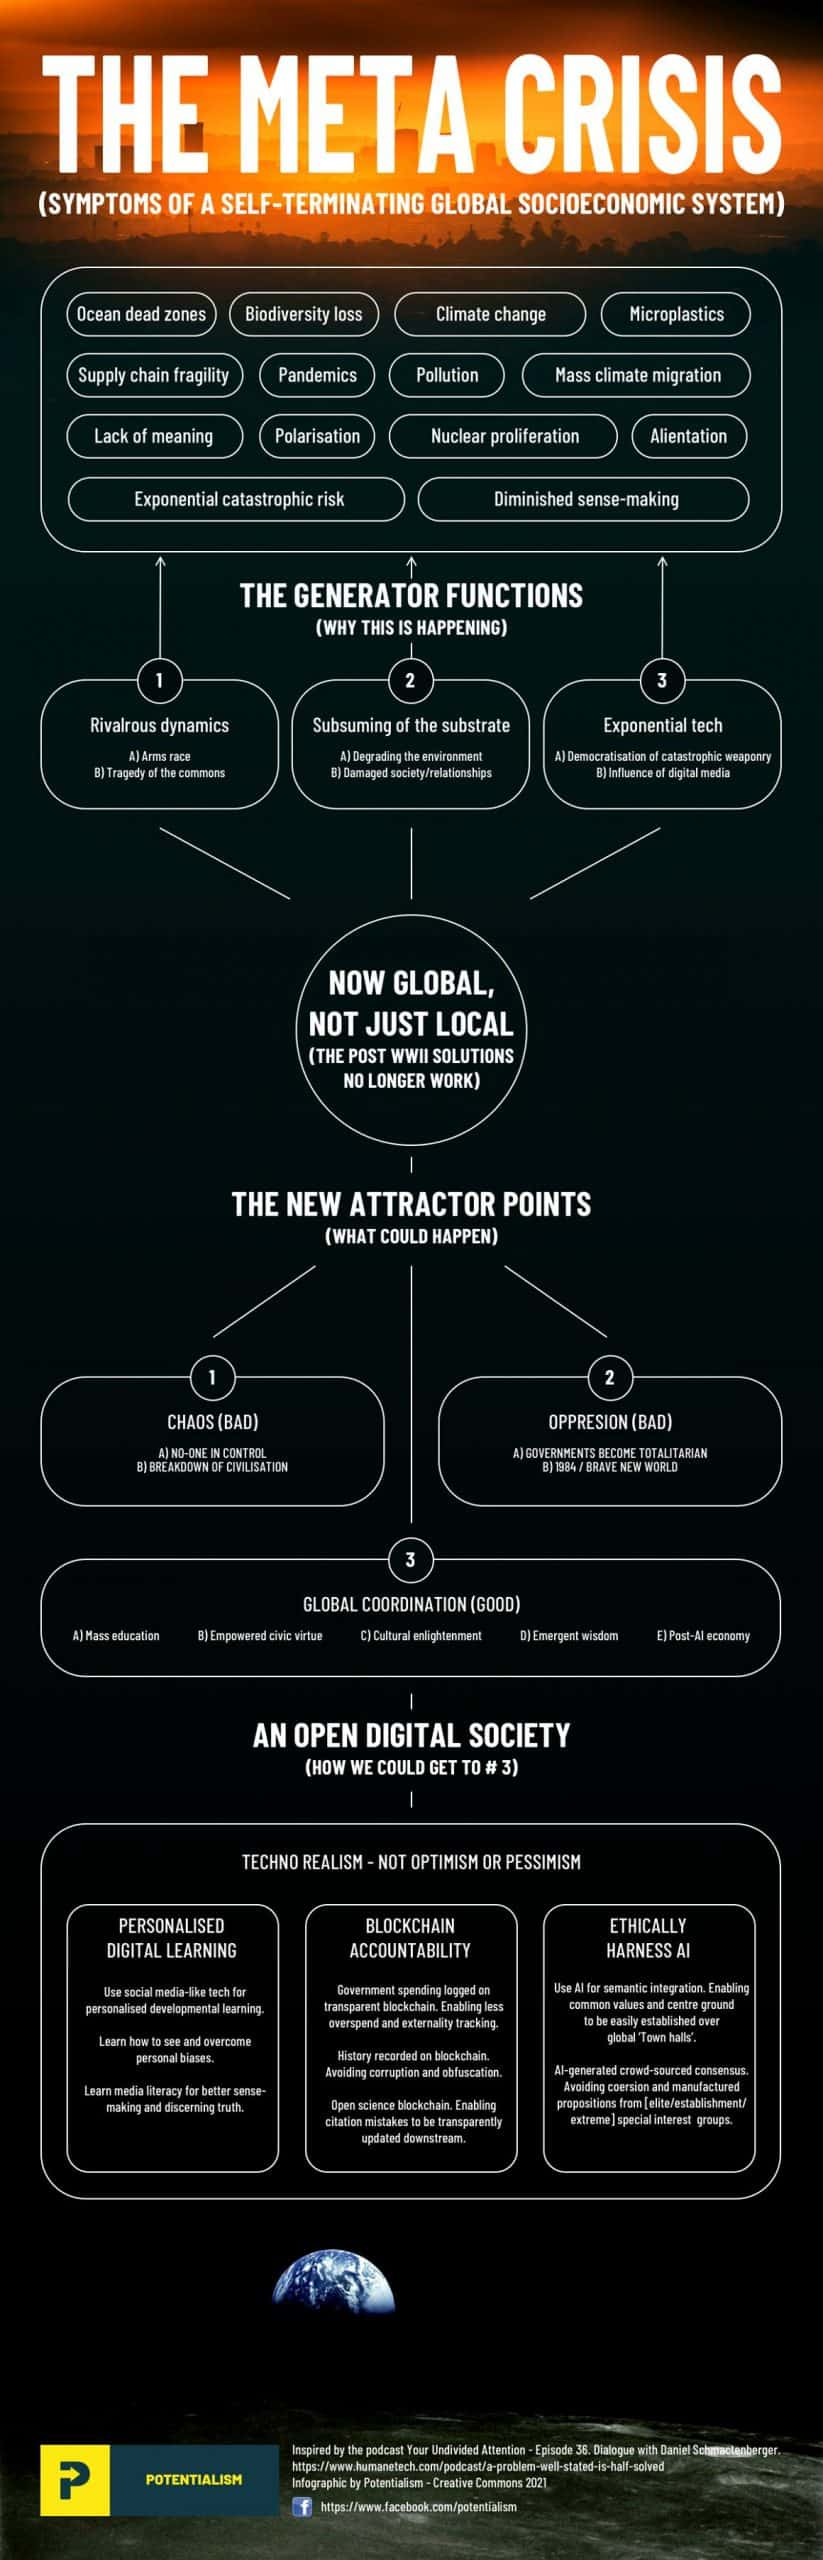 THE META CRISIS
(SYMPTOMS OF A SELF-TERMINATING GLOBAL SOCIOECONOMIC SYSTEM)
Ocean dead zones
Biodiversity loss
Climate change
Microplastics
Supply chain fragility
Pandemics
Pollution
Mass climate migration
Lack of meaning
Polarisation
Nuclear proliferation
Alientation
Exponential catastrophic risk
Diminished sense-making
THE GENERATOR FUNCTIONS
(WHY THIS IS HAPPENING)
1
Rivalrous dynamics
A) Arms race
B) Tragedy of the commons
2
Subsuming of the substrate
A) Degrading the environment
B) Damaged society/relationships
3
Exponential tech
A) Democratisation of catastrophic weaponry
B) Influence of digital media
NOW GLOBAL,
NOT JUST LOCAL
(THE POST WWII SOLUTIONS
NO LONGER WORK)
THE NEW ATTRACTOR POINTS
(WHAT COULD HAPPEN)
1
CHAOS (BAD)
A) NO-ONE IN CONTROL
B) BREAKDOWN OF CIVILISATION
2
OPPRESION (BAD)
A) GOVERNMENTS BECOME TOTALITARIAN
B) 1984 / BRAVE NEW WORLD
3
GLOBAL COORDINATION (GOOD)
A) Mass education
B) Empowered civic virtue
C) Cultural enlightenment
D) Emergent wisdom
E) Post-AI economy
AN OPEN DIGITAL SOCIETY
(HOW WE COULD GET TO # 3)
TECHNO REALISM - NOT OPTIMISM OR PESSIMISM
PERSONALISED
DIGITAL LEARNING
Use social media-like tech for
personalised developmental learning.
Learn how to see and overcome
personal biases.
Learn media literacy for better sense-
making and discerning truth.
BLOCKCHAIN
ACCOUNTABILITY
Government spending logged on
transparent blockchain. Enabling less
overspend and externality tracking.
History recorded on blockchain.
Avoiding corruption and obfuscation.
Open science blockchain. Enabling
citation mistakes to be transparently
updated downstream.
ETHICALLY
HARNESS AI
Use AI for semantic integration. Enabling
common values and centre ground
to be easily established over
global 'Town halls'.
AI-generated crowd-sourced consensus.
Avoiding coersion and manufactured
propositions from [elite/establishment/
extreme] special interest groups.
P
POTENTIALISM
Inspired by the podcast Your Undivided Attention - Episode 36. Dialogue with Daniel Schmactenberger.
https://www.humanetech.com/podcast/a-problem-well-stated-is-half-solved
Infographic by Potentialism - Creative Commons 2021
f
https://www.facebook.com/potentialism